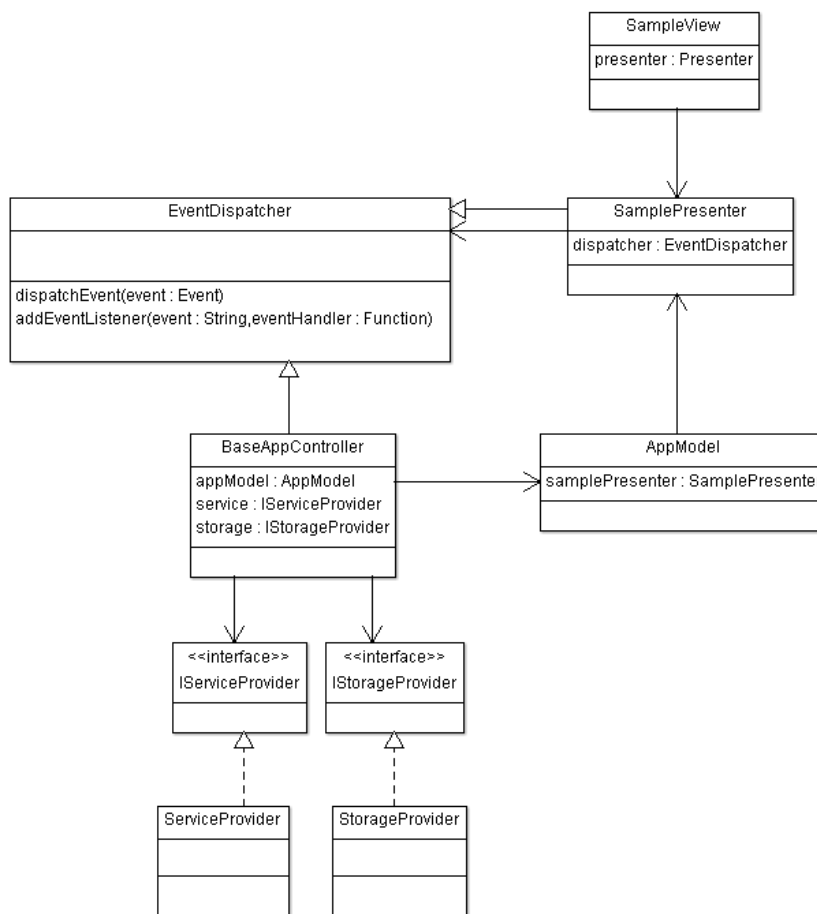 SampleView
presenter : Presenter
EventDispatcher
dispatchEvent(event : Event)
addEventListener(event : String,eventHandler : Function)
SamplePresenter
dispatcher : EventDispatcher
BaseAppController
appModel : AppModel
service : IServiceProvider
storage : IStorageProvider
AppModel
samplePresenter : SamplePresente
<<interface>>
IServiceProvider
<<interface>>
IStorageProvider
ServiceProvider
StorageProvider